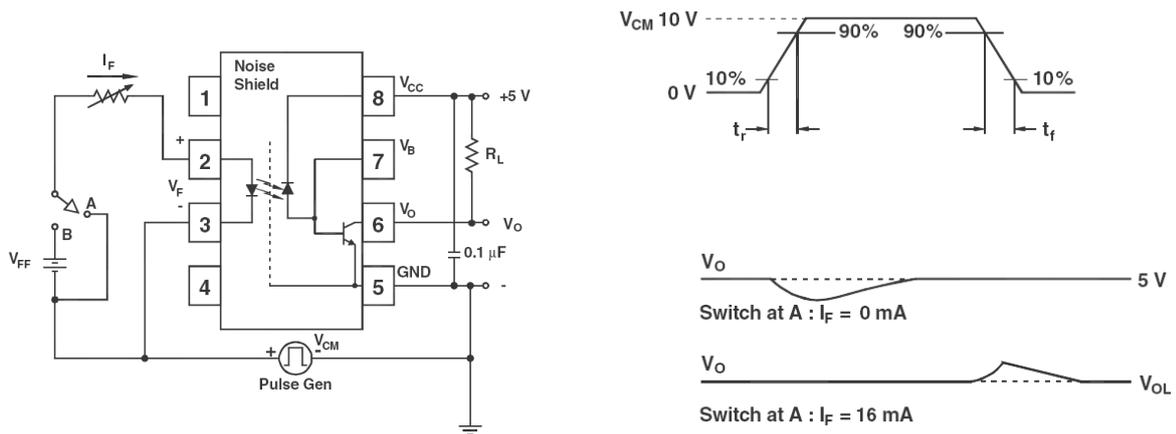 I_F
Noise
Shield
1
8
V_CC
+5 V
+
2
7
V_B
R_L
V_F
-
3
6
V_O
V_O
A
B
V_FF
4
5
GND
0.1 µF
-
+
-
V_CM
Pulse Gen
V_CM 10 V
90%
90%
10%
10%
0 V
t_r
t_f
V_O
5 V
Switch at A : I_F = 0 mA
V_O
V_OL
Switch at A : I_F = 16 mA